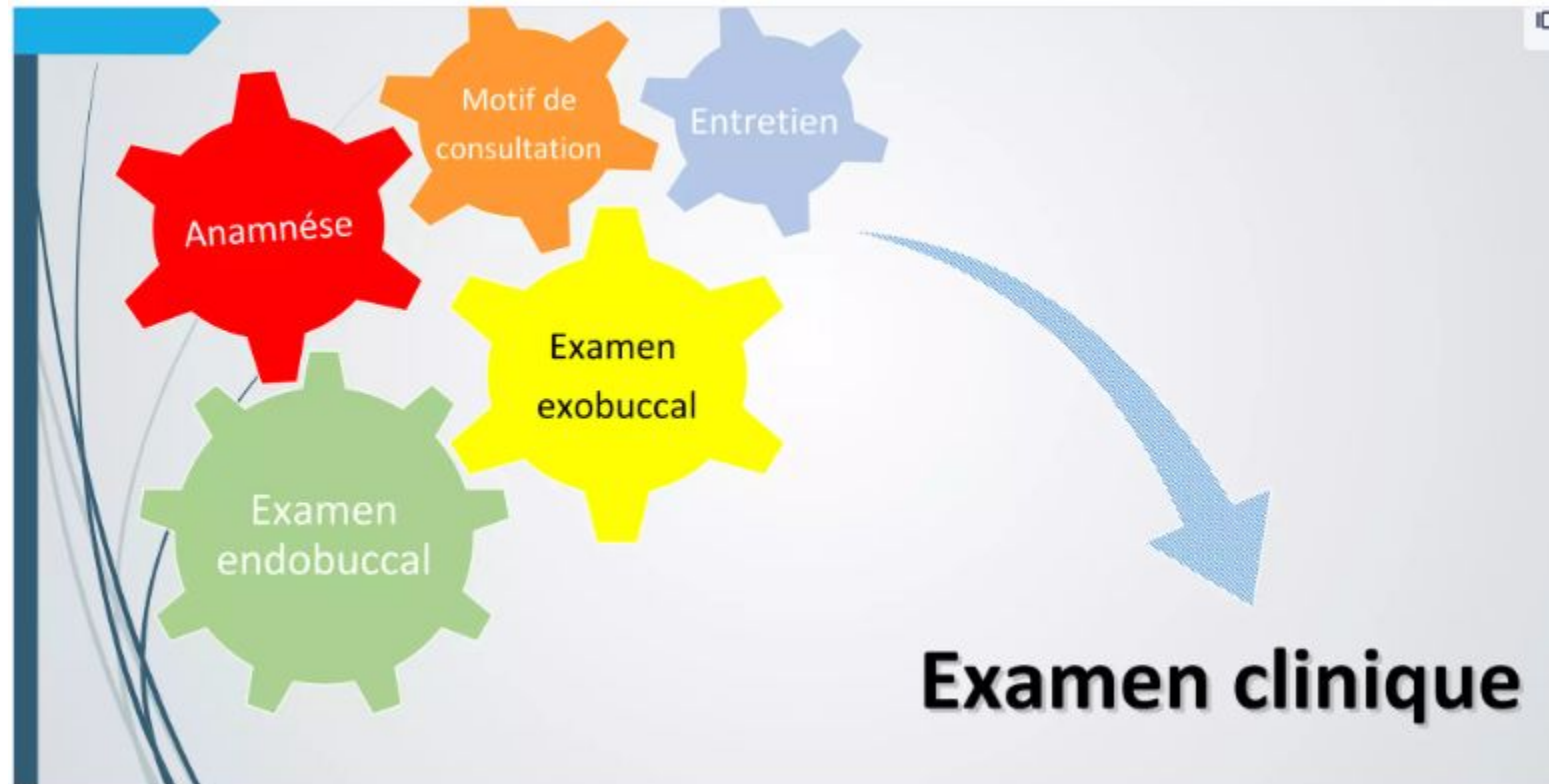 Motif de
consultation
Entretien
Anamnése
Examen
exobuccal
Examen
endobuccal
Examen clinique